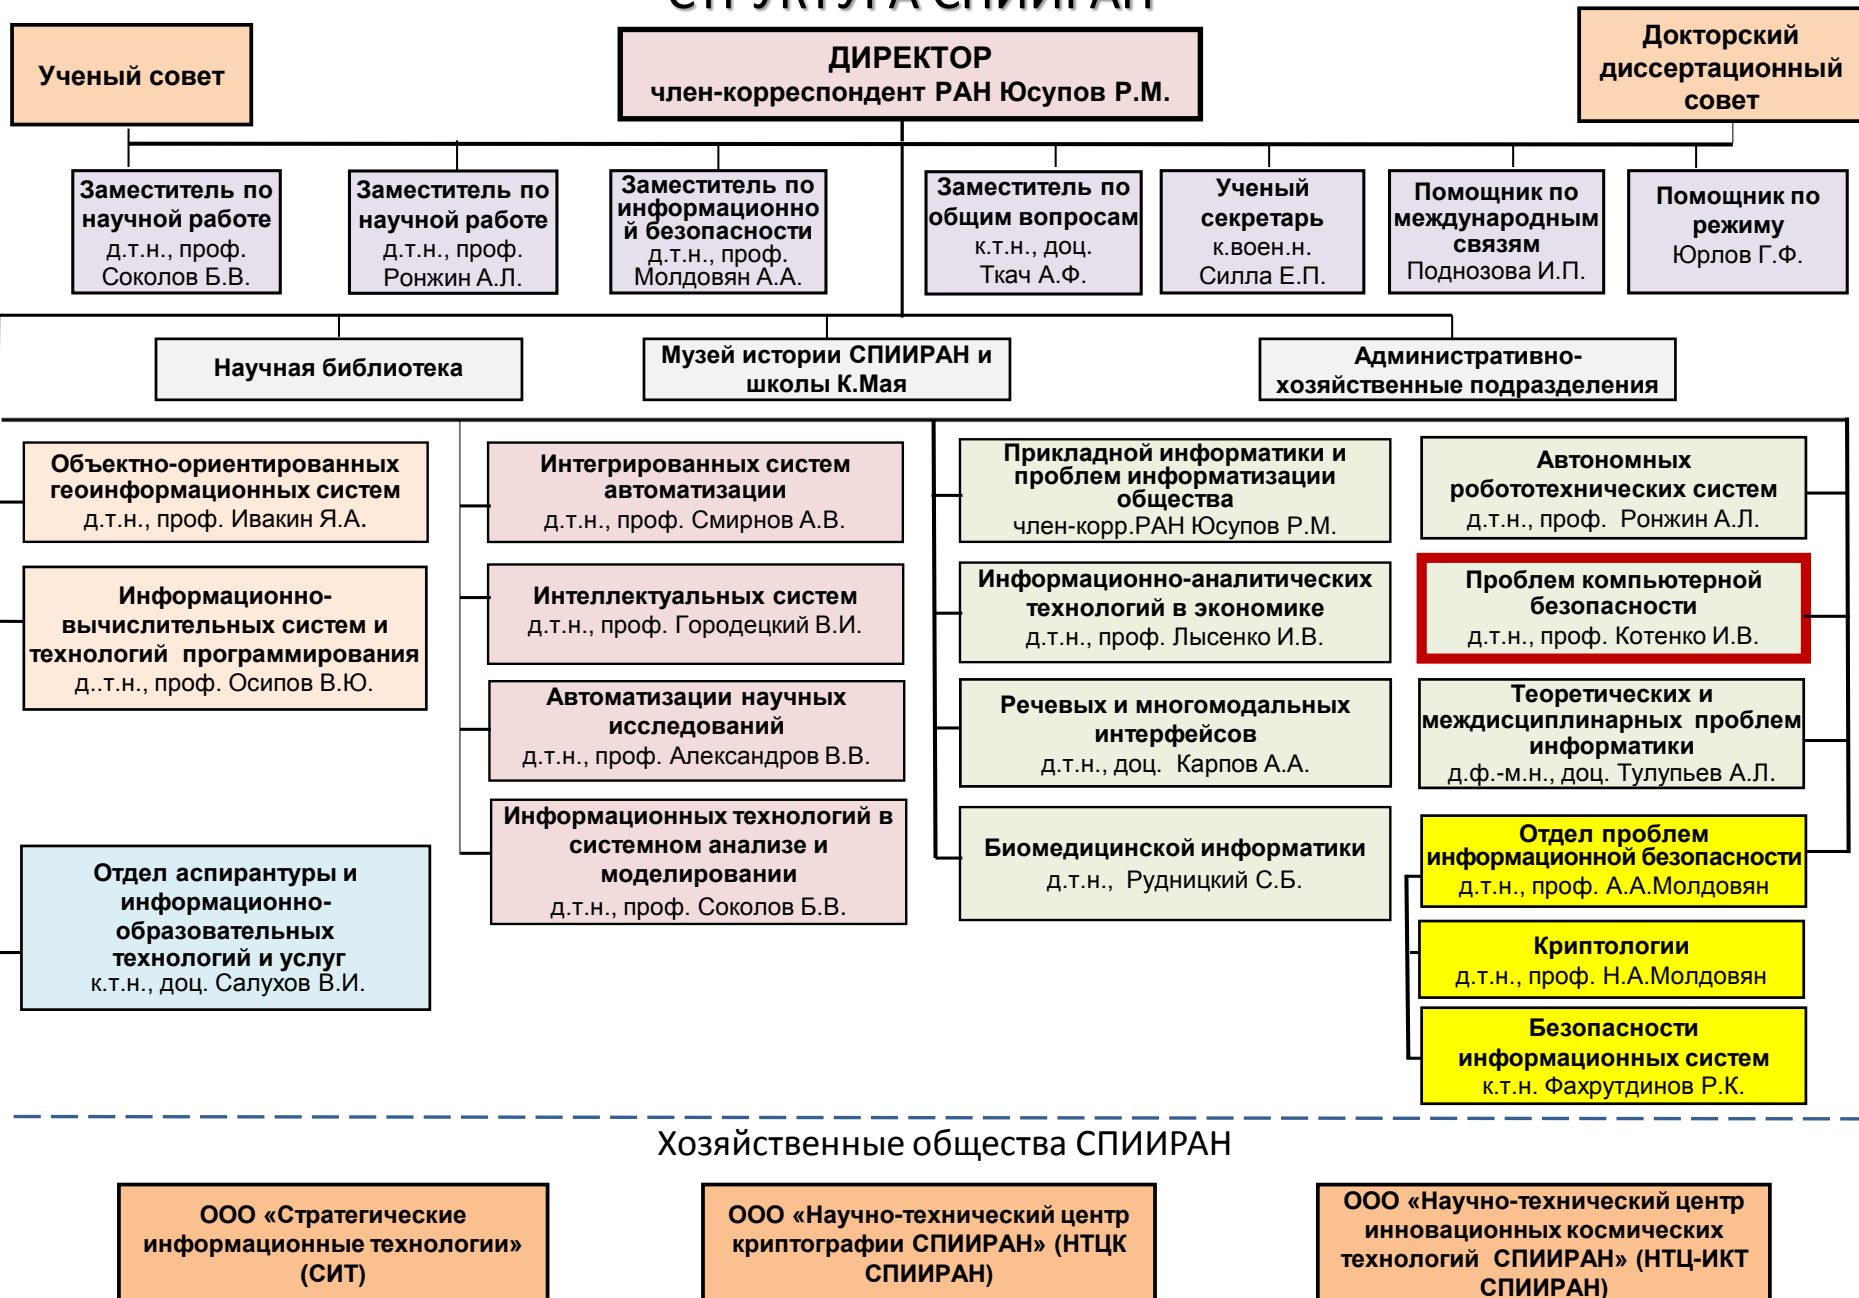 СТРУКТУРА СПИИРАН
Ученый совет
ДИРЕКТОР
член-корреспондент РАН Юсупов Р.М.
Докторский
диссертационный
совет
Заместитель по
научной работе
д.т.н., проф.
Соколов Б.В.
Заместитель по
научной работе
д.т.н., проф.
Ронжин А.Л.
Заместитель по
информационно
й безопасности
д.т.н., проф.
Молдовян А.А.
Заместитель по
общим вопросам
к.т.н., доц.
Ткач А.Ф.
Ученый
секретарь
к.воен.н.
Силла Е.П.
Помощник по
международным
связям
Поднозова И.П.
Помощник по
режиму
Юрлов Г.Ф.
Научная библиотека
Музей истории СПИИРАН и
школы К.Мая
Административно-
хозяйственные подразделения
Объектно-ориентированных
геоинформационных систем
д.т.н., проф. Ивакин Я.А.
Информационно-
вычислительных систем и
технологий программирования
д..т.н., проф. Осипов В.Ю.
Отдел аспирантуры и
информационно-
образовательных
технологий и услуг
к.т.н., доц. Салухов В.И.
Интегрированных систем
автоматизации
д.т.н., проф. Смирнов А.В.
Интеллектуальных систем
д.т.н., проф. Городецкий В.И.
Автоматизации научных
исследований
д.т.н., проф. Александров В.В.
Информационных технологий в
системном анализе и
моделировании
д.т.н., проф. Соколов Б.В.
Прикладной информатики и
проблем информатизации
общества
член-корр.РАН Юсупов Р.М.
Информационно-аналитических
технологий в экономике
д.т.н., проф. Лысенко И.В.
Речевых и многомодальных
интерфейсов
д.т.н., доц. Карпов А.А.
Биомедицинской информатики
д.т.н., Рудницкий С.Б.
Автономных
робототехнических систем
д.т.н., проф. Ронжин А.Л.
Проблем компьютерной
безопасности
д.т.н., проф. Котенко И.В.
Теоретических и
междисциплинарных проблем
информатики
д.ф.-м.н., доц. Тулупьев А.Л.
Отдел проблем
информационной безопасности
д.т.н., проф. А.А.Молдовян
Криптологии
д.т.н., проф. Н.А.Молдовян
Безопасности
информационных систем
к.т.н. Фахрутдинов Р.К.
Хозяйственные общества СПИИРАН
ООО «Стратегические
информационные технологии»
(СИТ)
ООО «Научно-технический центр
криптографии СПИИРАН» (НТЦК
СПИИРАН)
ООО «Научно-технический центр
инновационных космических
технологий СПИИРАН» (НТЦ-ИКТ
СПИИРАН)